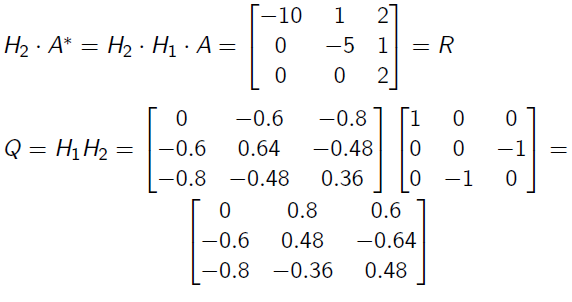 H₂ · A* = H₂ · H₁ · A = [−10 1 2; 0 −5 1; 0 0 2] = R
Q = H₁H₂ = [0 −0.6 −0.8; −0.6 0.64 −0.48; −0.8 −0.48 0.36] [1 0 0; 0 0 −1; 0 −1 0] =
[0 0.8 0.6; −0.6 0.48 −0.64; −0.8 −0.36 0.48]